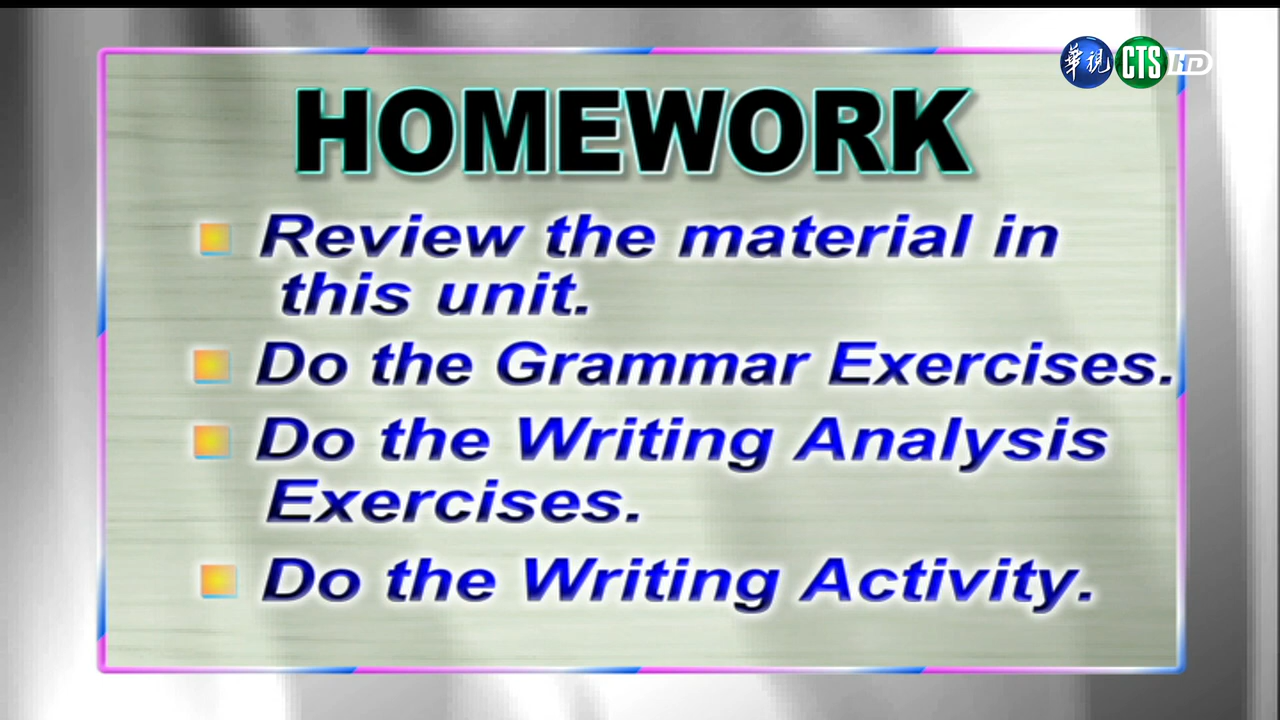 華視 CTS HD
HOMEWORK
Review the material in
this unit.
Do the Grammar Exercises.
Do the Writing Analysis
Exercises.
Do the Writing Activity.